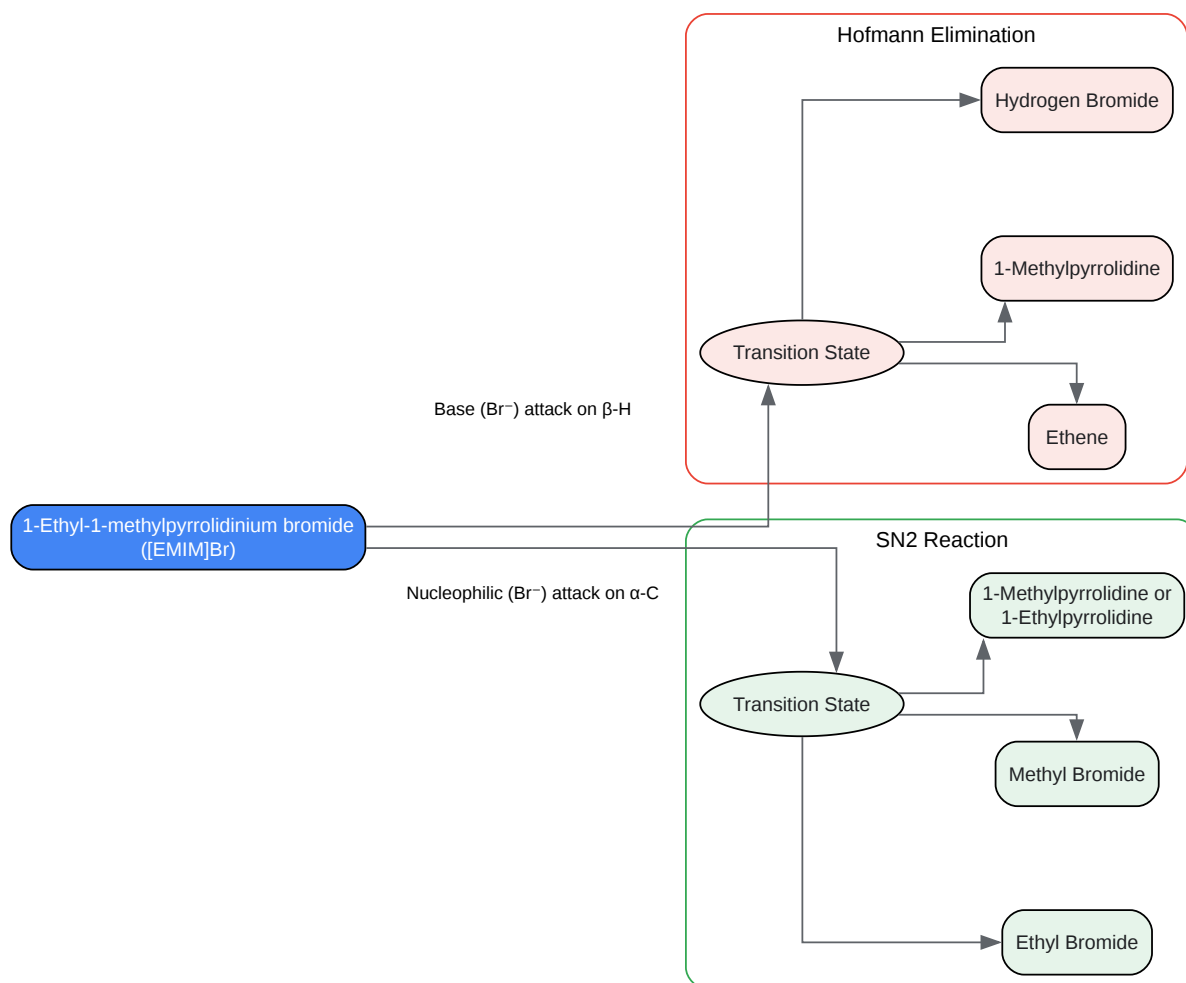 Hofmann Elimination
Hydrogen Bromide
1-Methylpyrrolidine
Transition State
Base (Br⁻) attack on β-H
Ethene
1-Ethyl-1-methylpyrrolidinium bromide
([EMIM]Br)
SN2 Reaction
Nucleophilic (Br⁻) attack on α-C
1-Methylpyrrolidine or
1-Ethylpyrrolidine
Transition State
Methyl Bromide
Ethyl Bromide